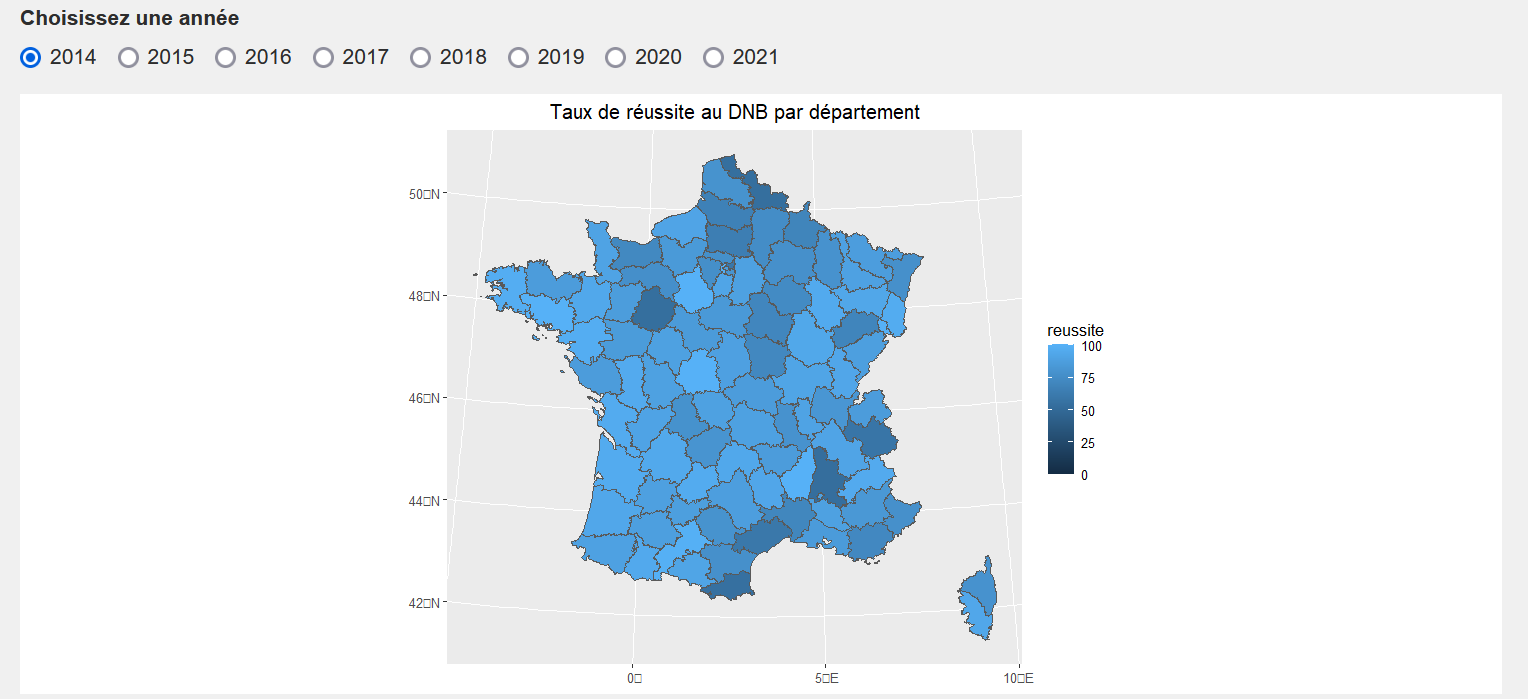 Choisissez une année
2014 2015 2016 2017 2018 2019 2020 2021
Taux de réussite au DNB par département
50□N
48□N
46□N
44□N
42□N
0□ 5□E 10□E
reussite
100
75
50
25
0